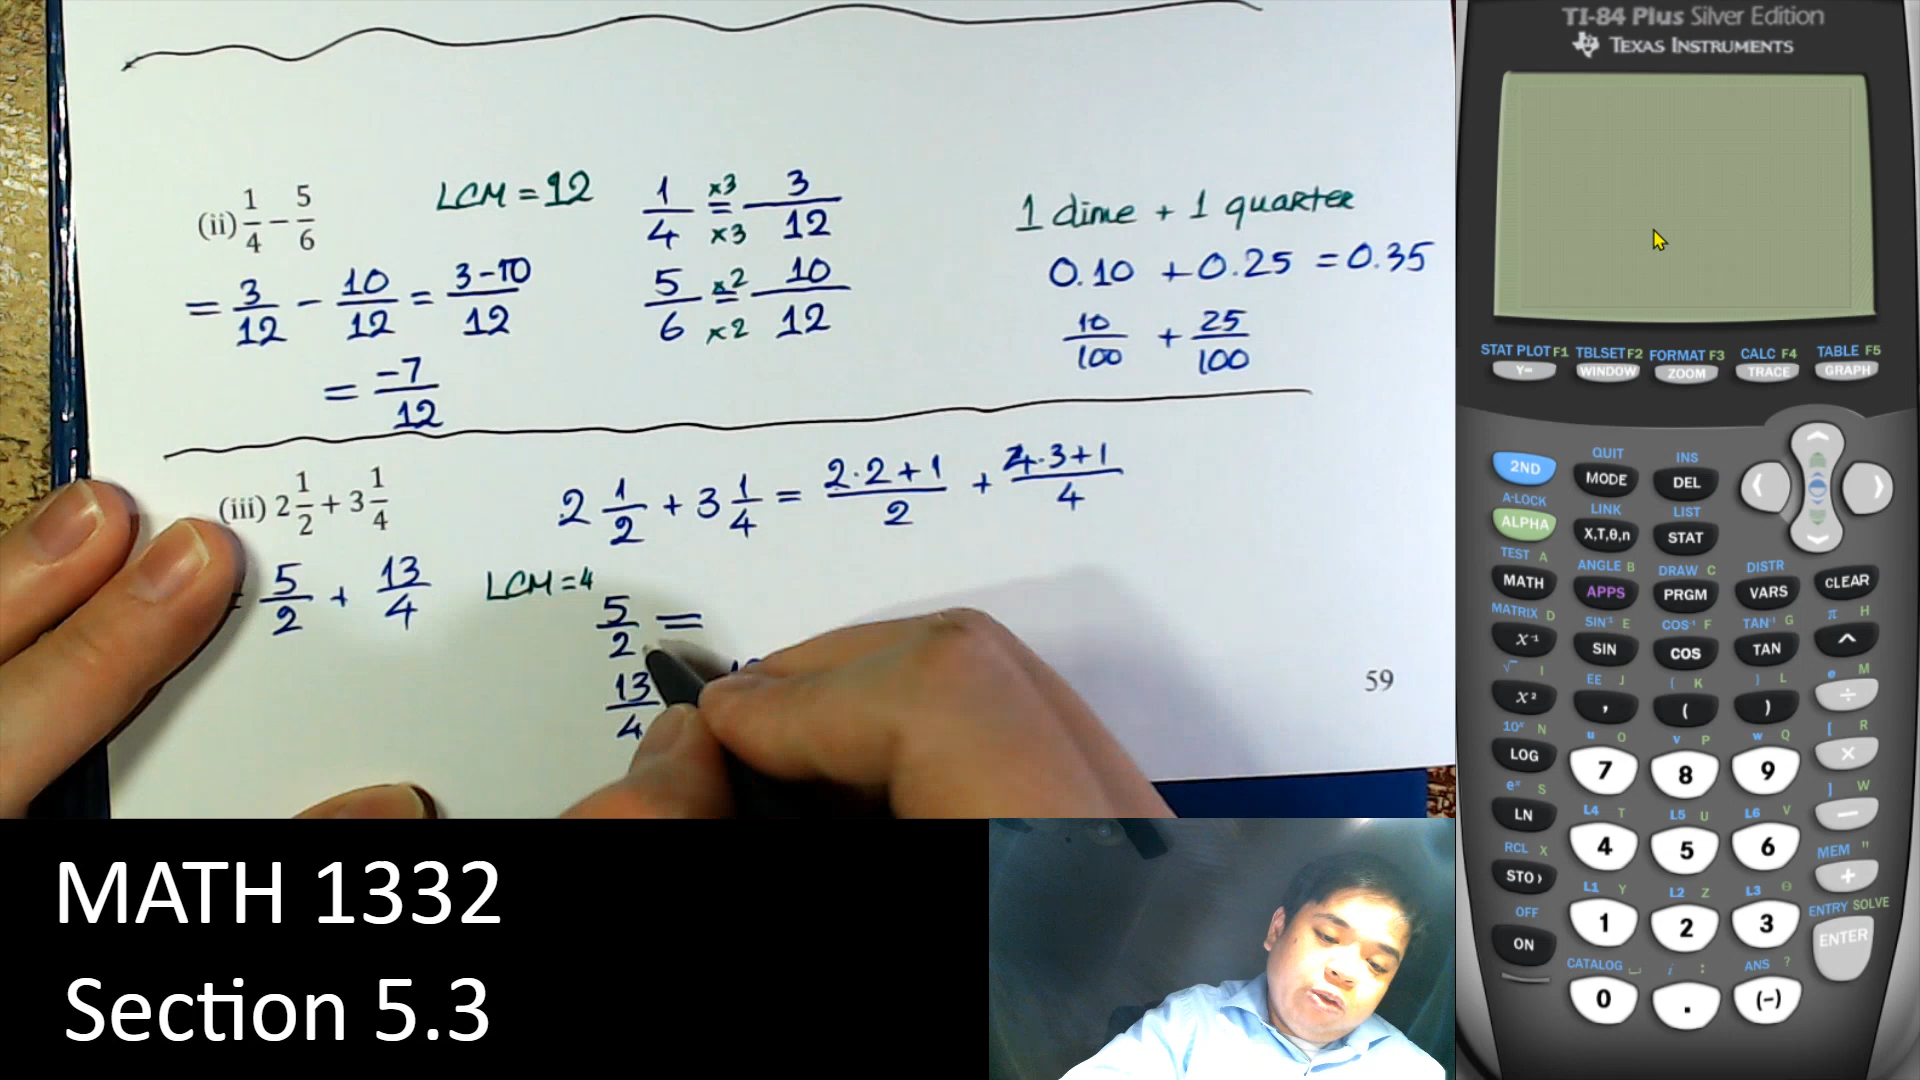 (ii) 1/4 − 5/6
LCM = 12
1/4 ×3 = ×3 3/12
= 3/12 − 10/12 = 3−10/12
5/6 ×2 = ×2 10/12
= −7/12
1 dime + 1 quarter
0.10 + 0.25 = 0.35
10/100 + 25/100
(iii) 2 1/2 + 3 1/4
2 1/2 + 3 1/4 = 2·2+1/2 + 4·3+1/4
= 5/2 + 13/4
LCM = 4
5/2 =
13/4
59
MATH 1332
Section 5.3
TI-84 Plus Silver Edition
TEXAS INSTRUMENTS
STAT PLOT F1 TBLSET F2 FORMAT F3 CALC F4 TABLE F5
Y= WINDOW ZOOM TRACE GRAPH
QUIT INS
2ND MODE DEL
A-LOCK LINK LIST
ALPHA X,T,θ,n STAT
TEST A ANGLE B DRAW C DISTR
MATH APPS PRGM VARS CLEAR
MATRIX D SIN⁻¹ E COS⁻¹ F TAN⁻¹ G π H
x⁻¹ SIN COS TAN ^
√ I EE J { K } L e M
x² , ( ) ÷
10ˣ N u O v P w Q [ R
LOG 7 8 9 ×
eˣ S L4 T L5 U L6 V ] W
LN 4 5 6 −
RCL X L1 Y L2 Z L3 θ MEM "
STO› 1 2 3 +
OFF CATALOG ⎵ i : ANS ? ENTRY SOLVE
ON 0 . (−) ENTER